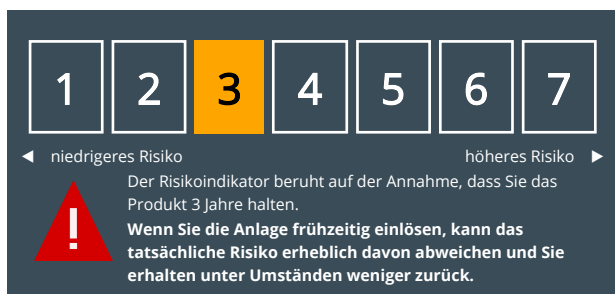 1 2 3 4 5 6 7
niedrigeres Risiko höheres Risiko
Der Risikoindikator beruht auf der Annahme, dass Sie das
Produkt 3 Jahre halten.
Wenn Sie die Anlage frühzeitig einlösen, kann das
tatsächliche Risiko erheblich davon abweichen und Sie
erhalten unter Umständen weniger zurück.
!